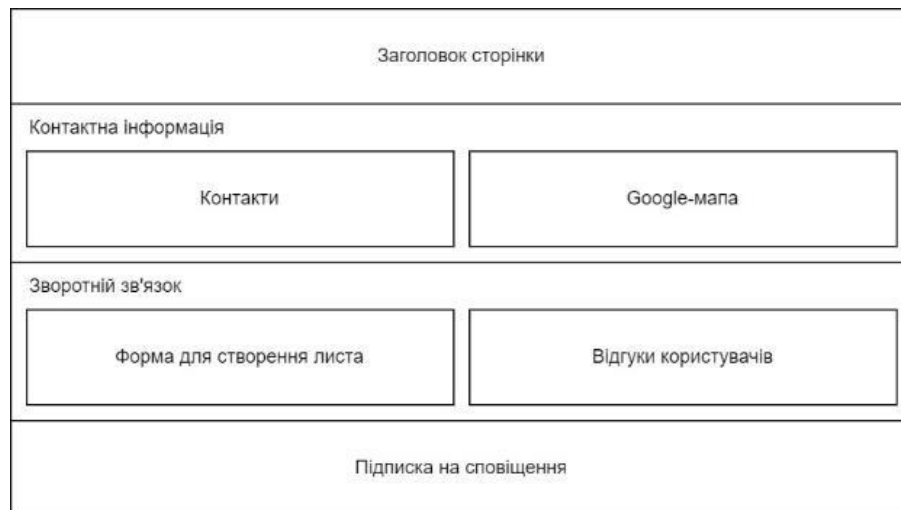 Заголовок сторінки
Контактна інформація
Контакти
Google-мапа
Зворотній зв'язок
Форма для створення листа
Відгуки користувачів
Підписка на сповіщення